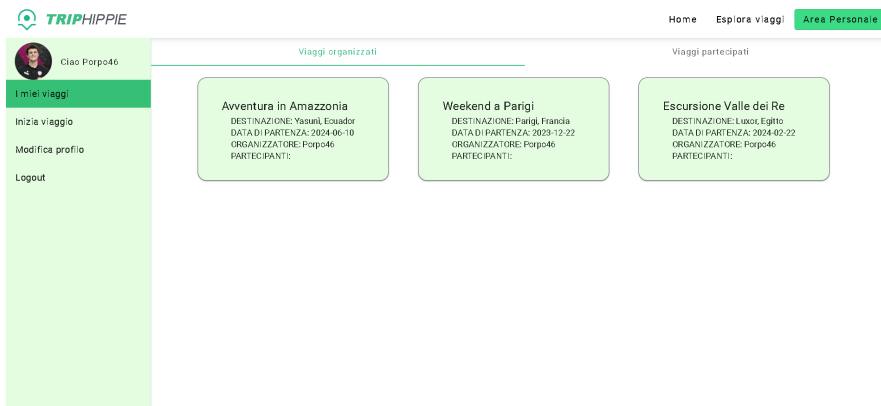 TRIPHIPPIE
Home
Esplora viaggi
Area Personale
Ciao Porpo46
I miei viaggi
Inizia viaggio
Modifica profilo
Logout
Viaggi organizzati
Viaggi partecipati
Avventura in Amazzonia
DESTINAZIONE: Yasunì, Ecuador
DATA DI PARTENZA: 2024-06-10
ORGANIZZATORE: Porpo46
PARTECIPANTI:
Weekend a Parigi
DESTINAZIONE: Parigi, Francia
DATA DI PARTENZA: 2023-12-22
ORGANIZZATORE: Porpo46
PARTECIPANTI:
Escursione Valle dei Re
DESTINAZIONE: Luxor, Egitto
DATA DI PARTENZA: 2024-02-22
ORGANIZZATORE: Porpo46
PARTECIPANTI: